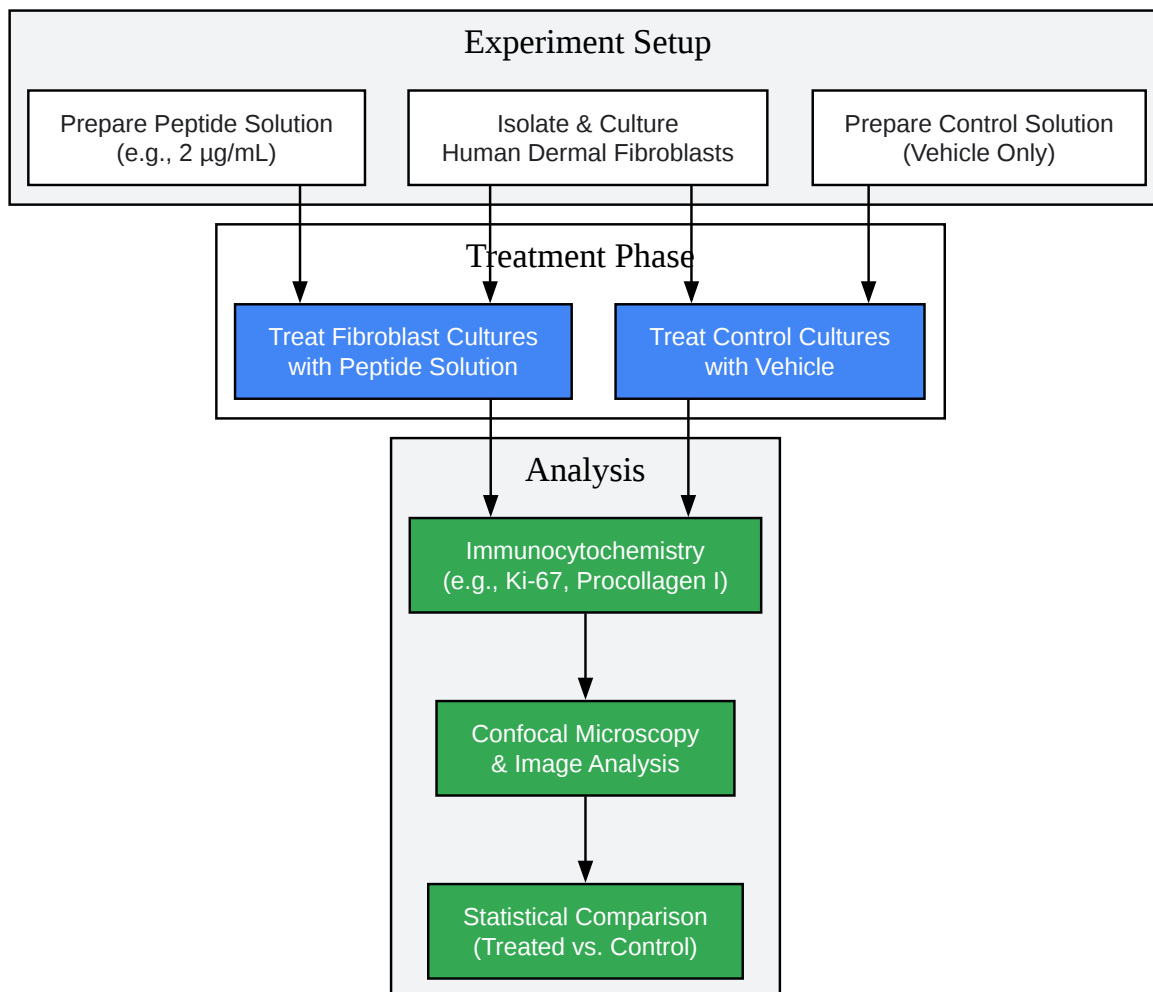 Experiment Setup
Prepare Peptide Solution
(e.g., 2 µg/mL)
Isolate & Culture
Human Dermal Fibroblasts
Prepare Control Solution
(Vehicle Only)
Treatment Phase
Treat Fibroblast Cultures
with Peptide Solution
Treat Control Cultures
with Vehicle
Analysis
Immunocytochemistry
(e.g., Ki-67, Procollagen I)
Confocal Microscopy
& Image Analysis
Statistical Comparison
(Treated vs. Control)